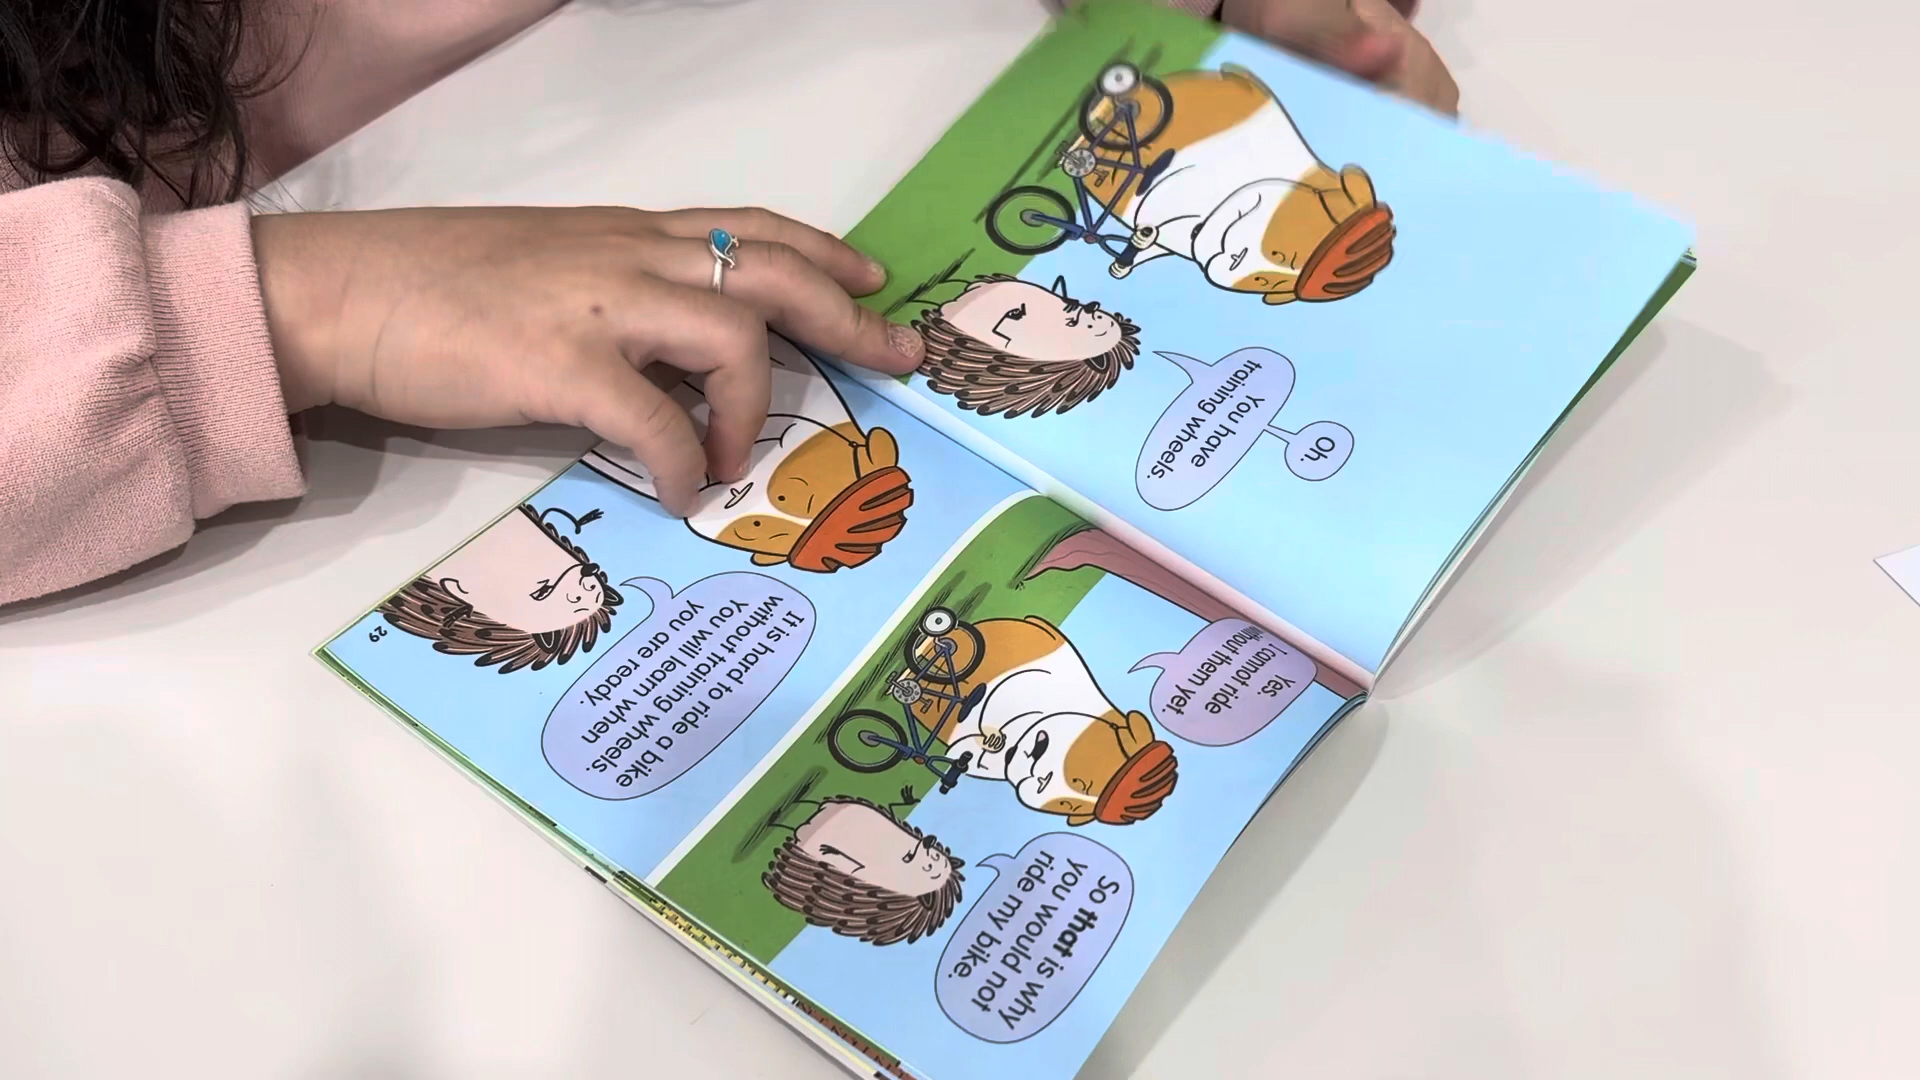 Oh.
You have
training wheels.
Yes.
I cannot ride
without them yet.
So that is why
you would not
ride my bike.
It is hard to ride a bike
without training wheels.
You will learn when
you are ready.
29